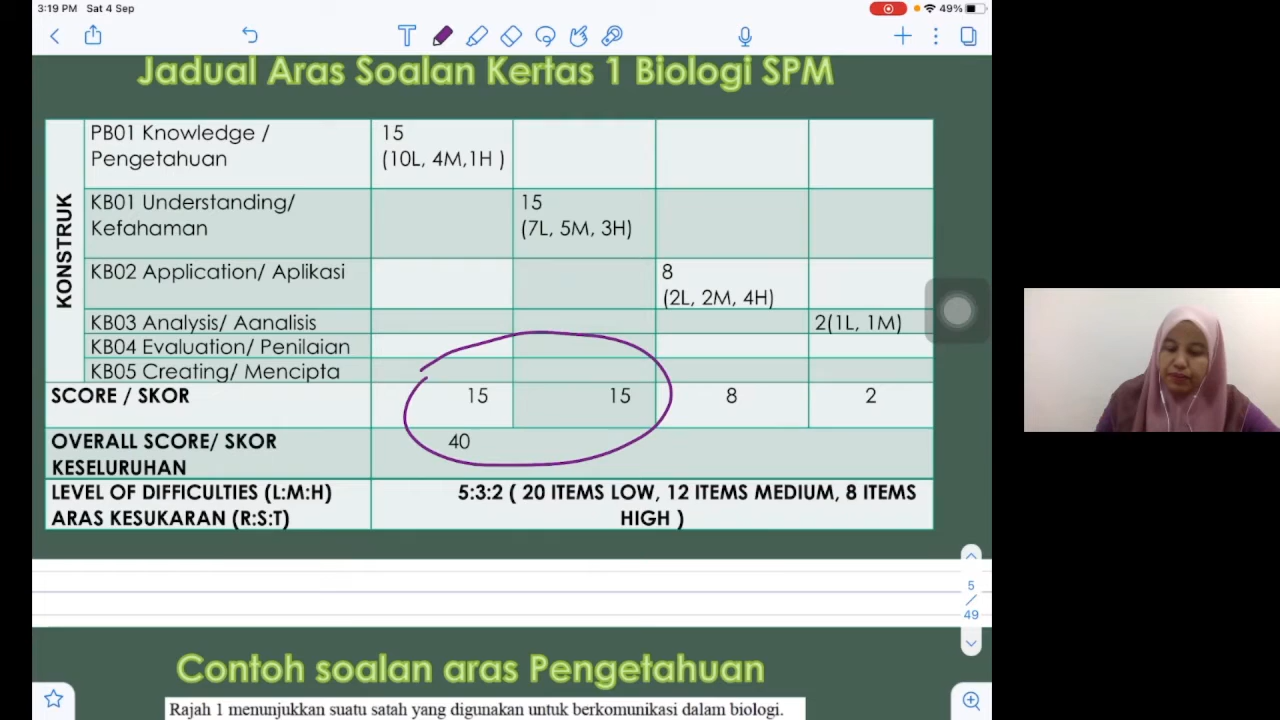 3:19 PM Sat 4 Sep
49%
Jadual Aras Soalan Kertas 1 Biologi SPM
KONSTRUK
PB01 Knowledge / Pengetahuan
15
(10L, 4M,1H )
KB01 Understanding/ Kefahaman
15
(7L, 5M, 3H)
KB02 Application/ Aplikasi
8
(2L, 2M, 4H)
KB03 Analysis/ Aanalisis
2(1L, 1M)
KB04 Evaluation/ Penilaian
KB05 Creating/ Mencipta
SCORE / SKOR
15
15
8
2
OVERALL SCORE/ SKOR
KESELURUHAN
40
LEVEL OF DIFFICULTIES (L:M:H)
ARAS KESUKARAN (R:S:T)
5:3:2 ( 20 ITEMS LOW, 12 ITEMS MEDIUM, 8 ITEMS
HIGH )
5
/
49
Contoh soalan aras Pengetahuan
Rajah 1 menunjukkan suatu satah yang digunakan untuk berkomunikasi dalam biologi.